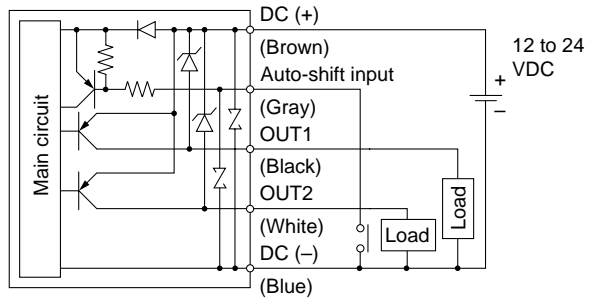 DC (+)
(Brown)
12 to 24
VDC
+
–
Auto-shift input
(Gray)
OUT1
(Black)
OUT2
(White)
DC (–)
(Blue)
Main circuit
Load
Load